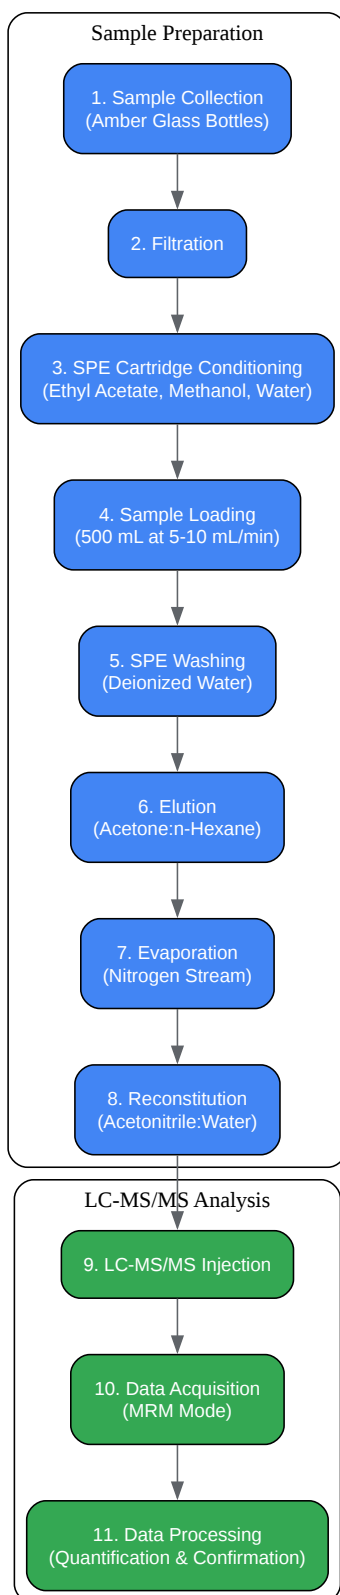 Sample Preparation
1. Sample Collection
(Amber Glass Bottles)
2. Filtration
3. SPE Cartridge Conditioning
(Ethyl Acetate, Methanol, Water)
4. Sample Loading
(500 mL at 5-10 mL/min)
5. SPE Washing
(Deionized Water)
6. Elution
(Acetone:n-Hexane)
7. Evaporation
(Nitrogen Stream)
8. Reconstitution
(Acetonitrile:Water)
LC-MS/MS Analysis
9. LC-MS/MS Injection
10. Data Acquisition
(MRM Mode)
11. Data Processing
(Quantification & Confirmation)